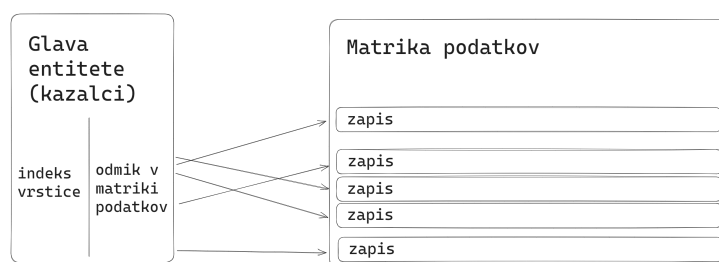 Glava
entitete
(kazalci)
indeks
vrstice
odmik v
matriki
podatkov
Matrika podatkov
zapis
zapis
zapis
zapis
zapis